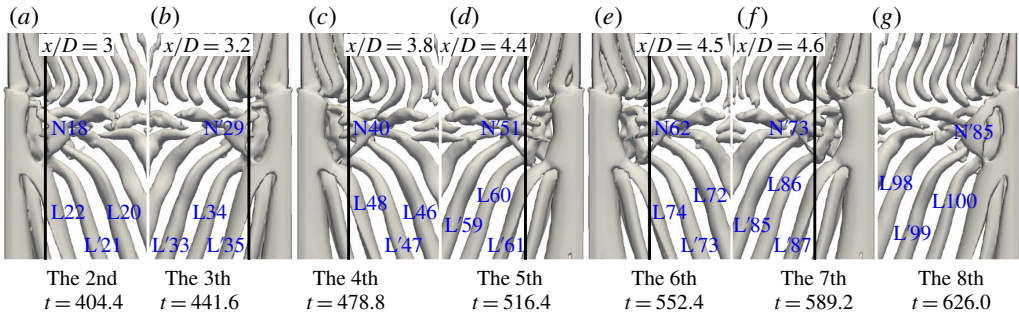 (a) (b) (c) (d) (e) (f) (g)
x/D = 3 x/D = 3.2 x/D = 3.8 x/D = 4.4 x/D = 4.5 x/D = 4.6
N18 N′29 N40 N′51 N62 N′73 N′85
L22 L20 L34 L48 L46 L60 L′59 L74 L72 L86 L′85 L98 L100
L′21 L′33 L′35 L′47 L′61 L′73 L′87 L′99
The 2nd The 3th The 4th The 5th The 6th The 7th The 8th
t = 404.4 t = 441.6 t = 478.8 t = 516.4 t = 552.4 t = 589.2 t = 626.0